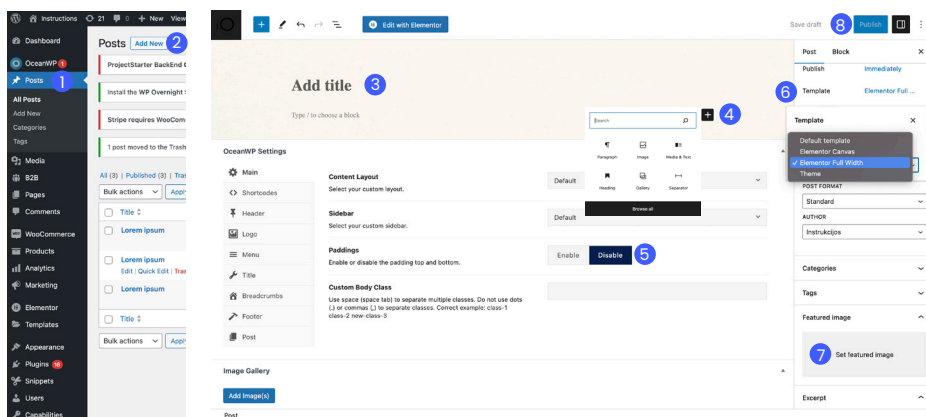 Instructions
21
0
+ New
View
Dashboard
OceanWP 1
Posts
1
All Posts
Add New
Categories
Tags
Media
B2B
Pages
Comments
WooCommerce
Products
Analytics
Marketing
Elementor
Templates
Appearance
Plugins 16
Snippets
Users
Capabilities
Posts
Add New
2
ProjectStarter BackEnd
Install the WP Overnight
Stripe requires WooCom
1 post moved to the Trash
All (3) | Published (3) | Tras
Bulk actions
Appl
Title
Lorem ipsum
Lorem ipsum
Edit | Quick Edit | Tras
Lorem ipsum
Title
Bulk actions
Appl
Edit with Elementor
Save draft
8
Publish
Add title
3
Type / to choose a block
4
Search
Paragraph
Image
Media & Text
Heading
Gallery
Separator
Browse all
OceanWP Settings
Main
Shortcodes
Header
Logo
Menu
Title
Breadcrumbs
Footer
Post
Content Layout
Select your custom layout.
Default
Sidebar
Select your custom sidebar.
Default
Paddings
Enable or disable the padding top and bottom.
Enable
Disable
5
Custom Body Class
Use space (space tab) to separate multiple classes. Do not use dots
(.) or commas (,) to separate classes. Correct example: class-1
class-2 new-class-3
Image Gallery
Add Image(s)
Post
Post
Block
Publish
Immediately
6
Template
Elementor Full ...
Template
Default template
Elementor Canvas
✓ Elementor Full Width
Theme
POST FORMAT
Standard
AUTHOR
Instrukcijos
Categories
Tags
Featured image
7
Set featured image
Excerpt